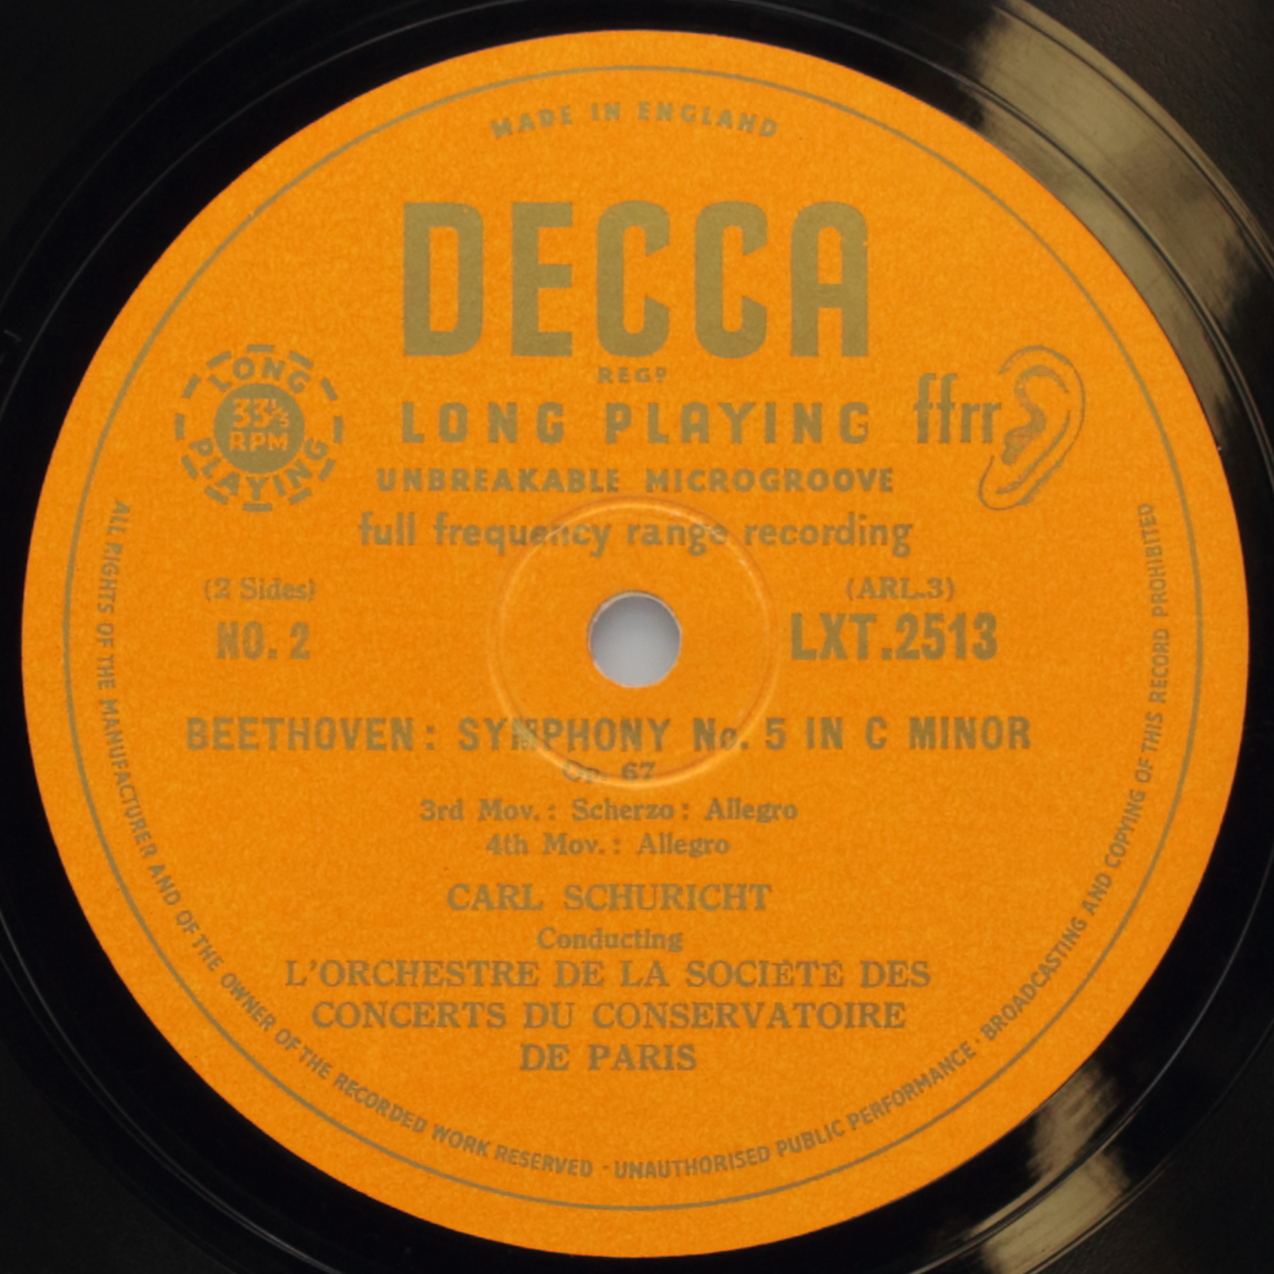 MADE IN ENGLAND
DECCA
REGD
LONG PLAYING
33⅓ RPM
LONG PLAYING
ffrr
UNBREAKABLE MICROGROOVE
full frequency range recording
(2 Sides)
NO. 2
(ARL.3)
LXT.2513
BEETHOVEN: SYMPHONY No. 5 IN C MINOR
Op. 67
3rd Mov.: Scherzo: Allegro
4th Mov.: Allegro
CARL SCHURICHT
Conducting
L'ORCHESTRE DE LA SOCIÉTÉ DES
CONCERTS DU CONSERVATOIRE
DE PARIS
ALL RIGHTS OF THE MANUFACTURER AND OF THE OWNER OF THE RECORDED WORK RESERVED · UNAUTHORISED PUBLIC PERFORMANCE · BROADCASTING AND COPYING OF THIS RECORD PROHIBITED